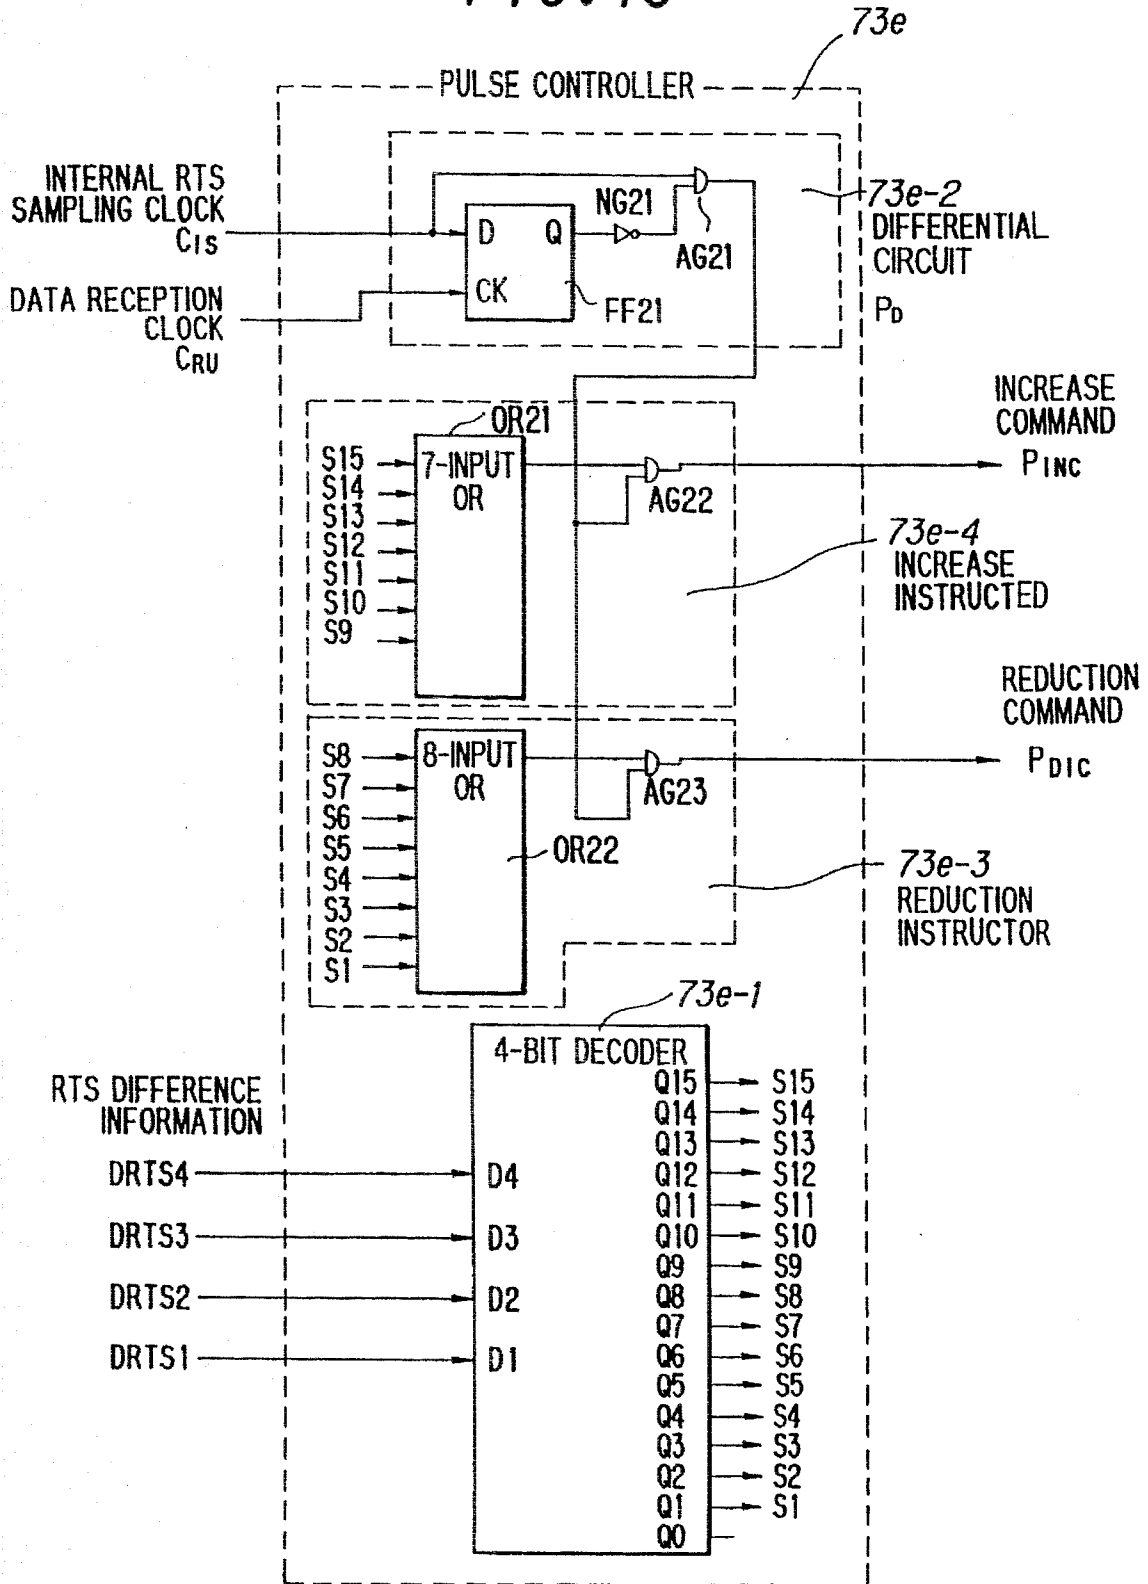 73e
PULSE CONTROLLER
INTERNAL RTS
SAMPLING CLOCK
CIS
DATA RECEPTION
CLOCK
CRU
D Q
CK
NG21
AG21
FF21
73e-2
DIFFERENTIAL
CIRCUIT
PD
OR21
7-INPUT
OR
S15
S14
S13
S12
S11
S10
S9
AG22
INCREASE
COMMAND
PINC
73e-4
INCREASE
INSTRUCTED
8-INPUT
OR
S8
S7
S6
S5
S4
S3
S2
S1
OR22
AG23
REDUCTION
COMMAND
PDIC
73e-3
REDUCTION
INSTRUCTOR
73e-1
4-BIT DECODER
RTS DIFFERENCE
INFORMATION
DRTS4 D4
DRTS3 D3
DRTS2 D2
DRTS1 D1
Q15 S15
Q14 S14
Q13 S13
Q12 S12
Q11 S11
Q10 S10
Q9 S9
Q8 S8
Q7 S7
Q6 S6
Q5 S5
Q4 S4
Q3 S3
Q2 S2
Q1 S1
Q0